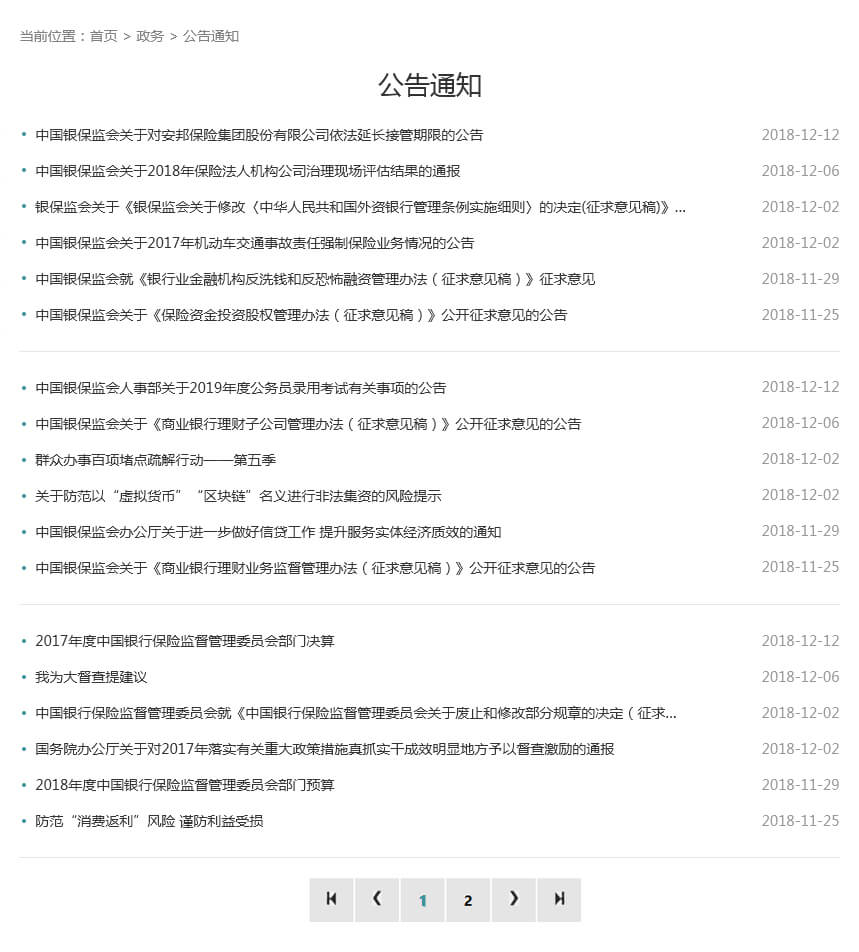 当前位置：首页 > 政务 > 公告通知
公告通知
中国银保监会关于对安邦保险集团股份有限公司依法延长接管期限的公告 2018-12-12
中国银保监会关于2018年保险法人机构公司治理现场评估结果的通报 2018-12-06
银保监会关于《银保监会关于修改〈中华人民共和国外资银行管理条例实施细则〉的决定(征求意见稿)》... 2018-12-02
中国银保监会关于2017年机动车交通事故责任强制保险业务情况的公告 2018-12-02
中国银保监会就《银行业金融机构反洗钱和反恐怖融资管理办法（征求意见稿）》征求意见 2018-11-29
中国银保监会关于《保险资金投资股权管理办法（征求意见稿）》公开征求意见的公告 2018-11-25
中国银保监会人事部关于2019年度公务员录用考试有关事项的公告 2018-12-12
中国银保监会关于《商业银行理财子公司管理办法（征求意见稿）》公开征求意见的公告 2018-12-06
群众办事百项堵点疏解行动——第五季 2018-12-02
关于防范以“虚拟货币”“区块链”名义进行非法集资的风险提示 2018-12-02
中国银保监会办公厅关于进一步做好信贷工作 提升服务实体经济质效的通知 2018-11-29
中国银保监会关于《商业银行理财业务监督管理办法（征求意见稿）》公开征求意见的公告 2018-11-25
2017年度中国银行保险监督管理委员会部门决算 2018-12-12
我为大督查提建议 2018-12-06
中国银行保险监督管理委员会就《中国银行保险监督管理委员会关于废止和修改部分规章的决定（征求... 2018-12-02
国务院办公厅关于对2017年落实有关重大政策措施真抓实干成效明显地方予以督查激励的通报 2018-12-02
2018年度中国银行保险监督管理委员会部门预算 2018-11-29
防范“消费返利”风险 谨防利益受损 2018-11-25
1 2